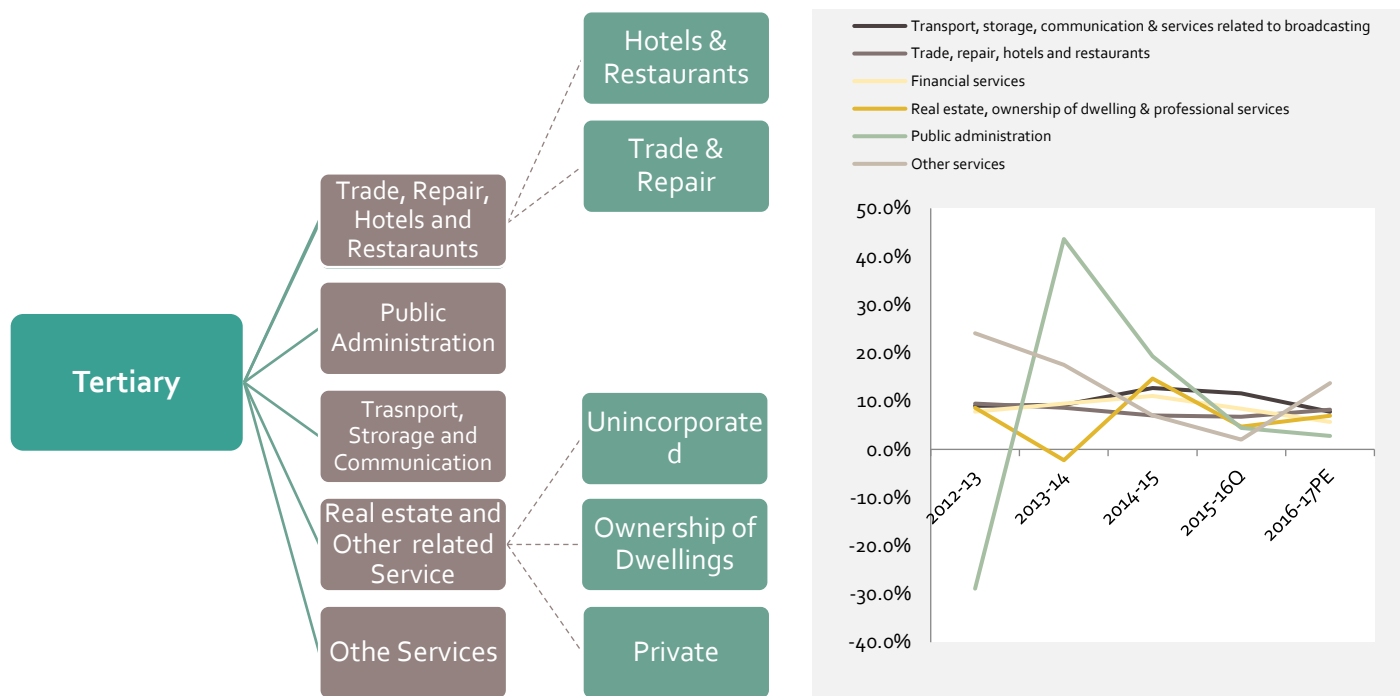 Tertiary
Trade, Repair,
Hotels and
Restaraunts
Public
Administration
Trasnport,
Strorage and
Communication
Real estate and
Other related
Service
Othe Services
Hotels &
Restaurants
Trade &
Repair
Unincorporate
d
Ownership of
Dwellings
Private
Transport, storage, communication & services related to broadcasting
Trade, repair, hotels and restaurants
Financial services
Real estate, ownership of dwelling & professional services
Public administration
Other services
50.0%
40.0%
30.0%
20.0%
10.0%
0.0%
-10.0%
-20.0%
-30.0%
-40.0%
2012-13
2013-14
2014-15
2015-16Q
2016-17PE